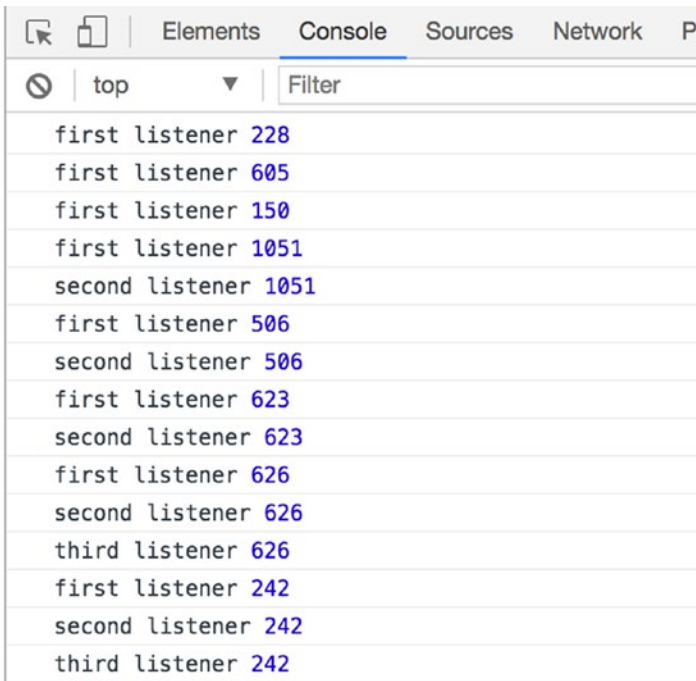 Elements Console Sources Network P
top Filter
first listener 228
first listener 605
first listener 150
first listener 1051
second listener 1051
first listener 506
second listener 506
first listener 623
second listener 623
first listener 626
second listener 626
third listener 626
first listener 242
second listener 242
third listener 242